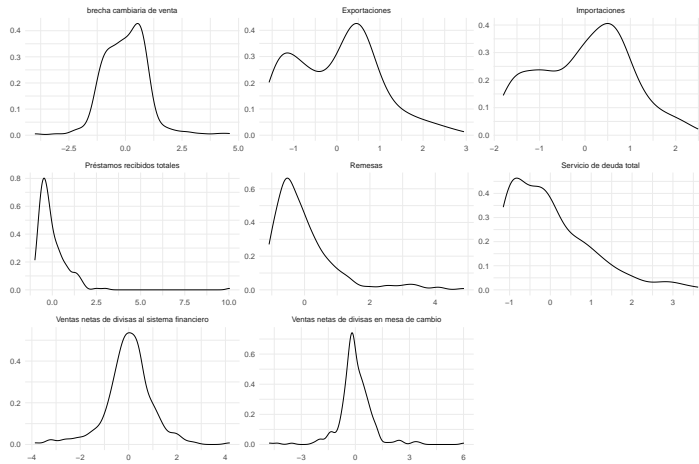 brecha cambiaria de venta
0.4
0.3
0.2
0.1
0.0
−2.5 0.0 2.5 5.0
Exportaciones
0.4
0.3
0.2
0.1
0.0
−1 0 1 2 3
Importaciones
0.4
0.3
0.2
0.1
0.0
−2 −1 0 1 2
Préstamos recibidos totales
0.8
0.6
0.4
0.2
0.0
0.0 2.5 5.0 7.5 10.0
Remesas
0.6
0.4
0.2
0.0
0 2 4
Servicio de deuda total
0.4
0.3
0.2
0.1
0.0
−1 0 1 2 3
Ventas netas de divisas al sistema financiero
0.4
0.2
0.0
−4 −2 0 2 4
Ventas netas de divisas en mesa de cambio
0.6
0.4
0.2
0.0
−3 0 3 6